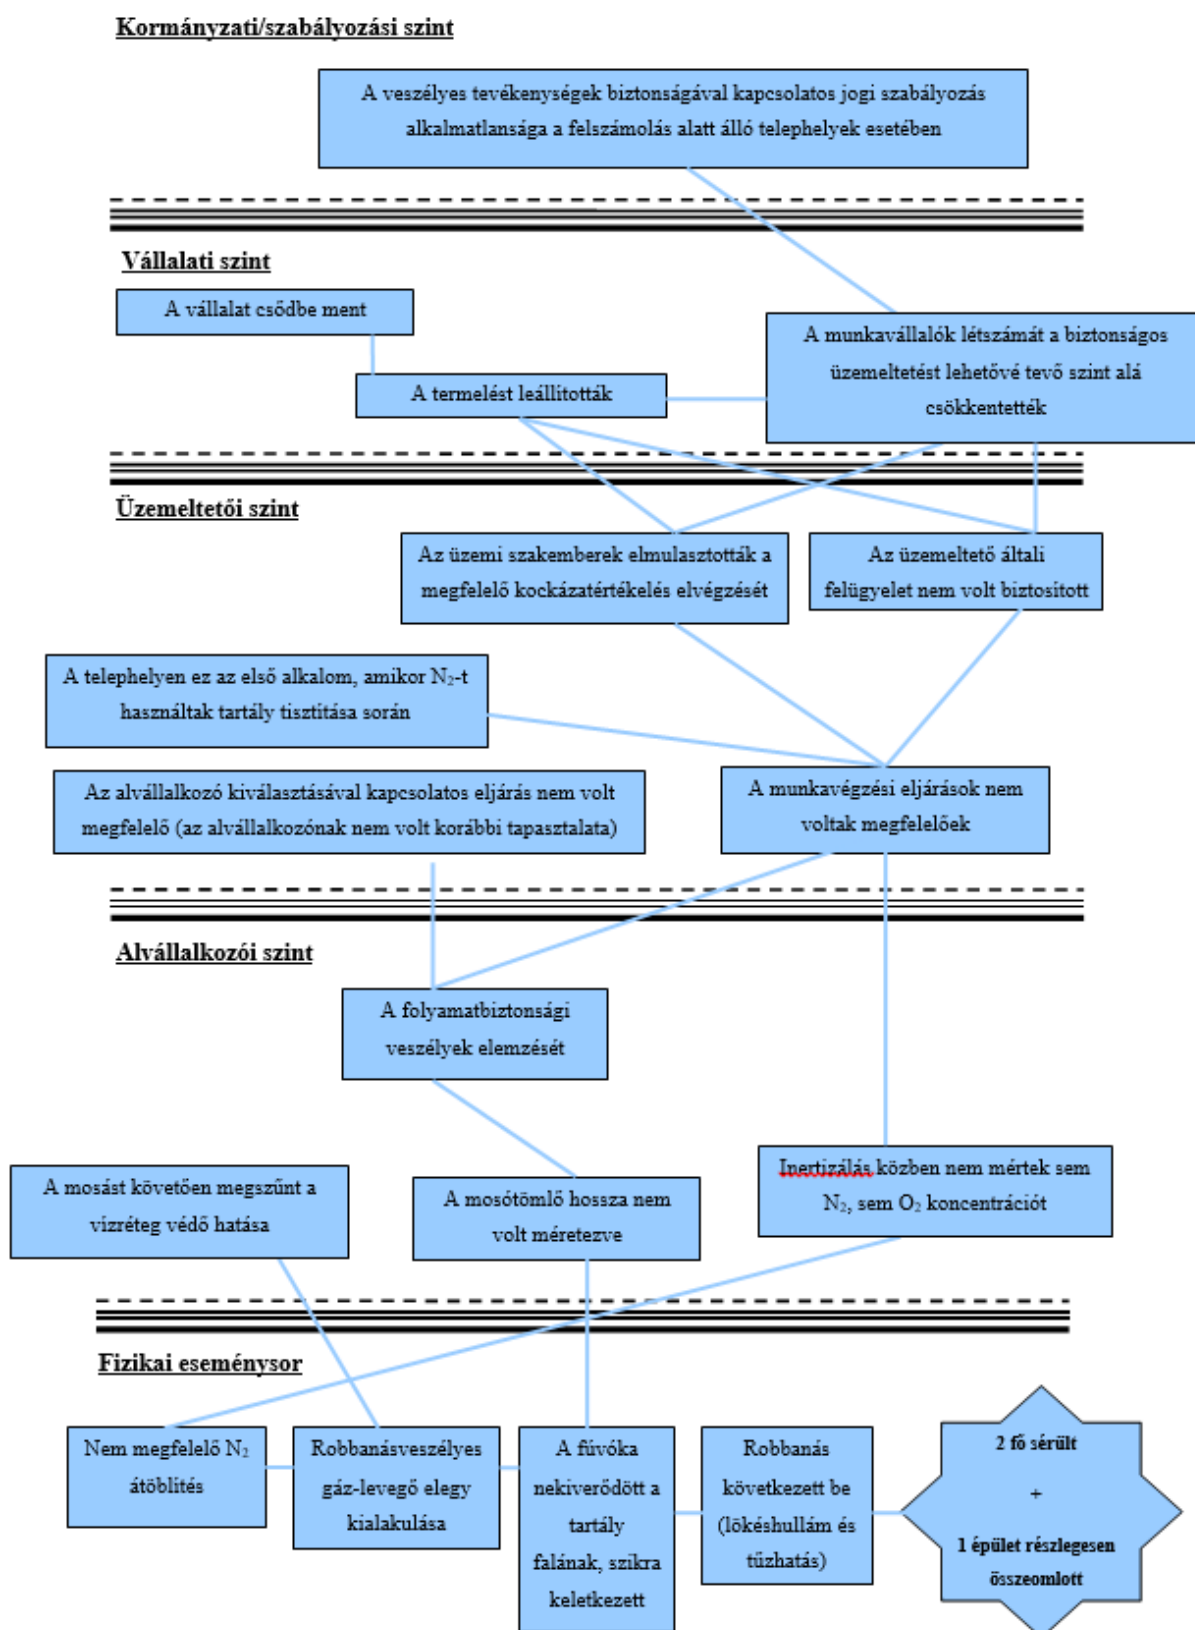 Kormányzati/szabályozási szint
A veszélyes tevékenységek biztonságával kapcsolatos jogi szabályozás
alkalmatlansága a felszámolás alatt álló telephelyek esetében
Vállalati szint
A vállalat csődbe ment
A munkavállalók létszámát a biztonságos
üzemeltetést lehetővé tevő szint alá
csökkentették
A termelést leállították
Üzemeltetői szint
Az üzemi szakemberek elmulasztották a
megfelelő kockázatértékelés elvégzését
Az üzemeltető általi
felügyelet nem volt biztosított
A telephelyen ez az első alkalom, amikor N₂-t
használtak tartály tisztítása során
Az alvállalkozó kiválasztásával kapcsolatos eljárás nem volt
megfelelő (az alvállalkozónak nem volt korábbi tapasztalata)
A munkavégzési eljárások nem
voltak megfelelőek
Alvállalkozói szint
A folyamatbiztonsági
veszélyek elemzését
A mosást követően megszűnt a
vízréteg védő hatása
A mosótömlő hossza nem
volt méretezve
Inertizálás közben nem mértek sem
N₂, sem O₂ koncentrációt
Fizikai eseménysor
Nem megfelelő N₂
átöblítés
Robbanásveszélyes
gáz-levegő elegy
kialakulása
A fúvóka
nekiverődött a
tartály
falának, szikra
keletkezett
Robbanás
következett be
(lökéshullám és
tűzhatás)
2 fő sérült
+
1 épület részlegesen
összeomlott